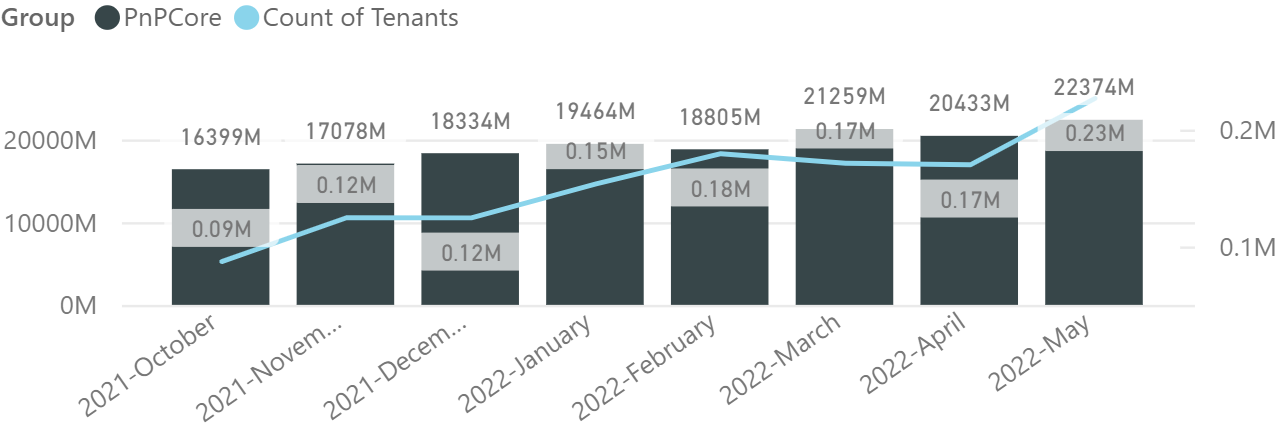 Group PnPCore Count of Tenants
22374M
21259M
20433M
19464M
18805M
18334M
17078M
16399M
20000M
0.2M
0.17M
0.23M
0.15M
0.12M
0.18M
0.17M
0.09M
10000M
0.12M
0.1M
0M
2021-October
2021-Novem...
2021-Decem...
2022-January
2022-February
2022-March
2022-April
2022-May